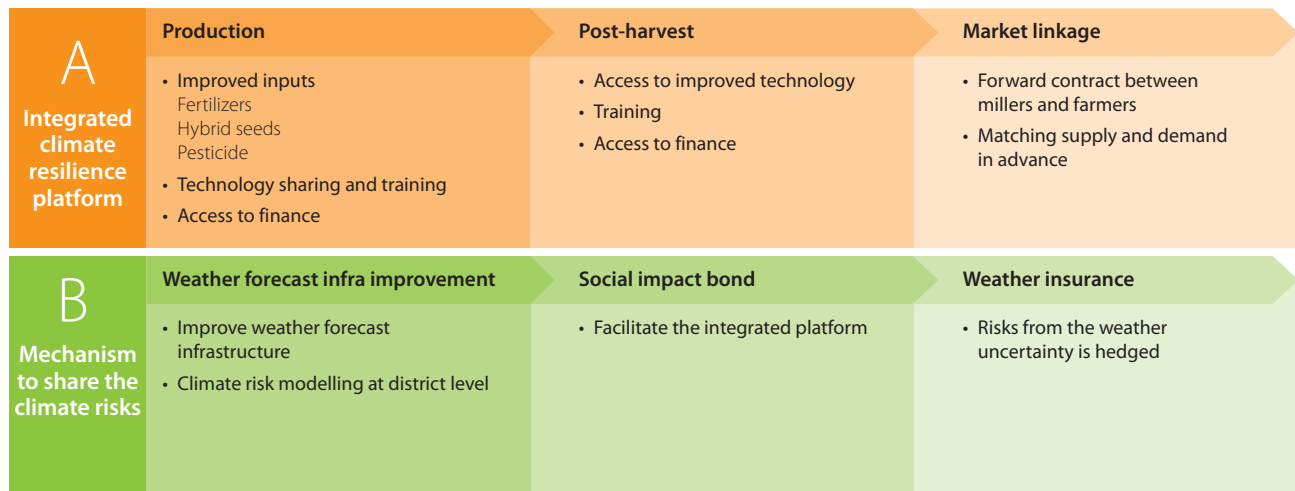 A
Integrated
climate
resilience
platform
Production
• Improved inputs
Fertilizers
Hybrid seeds
Pesticide
• Technology sharing and training
• Access to finance
Post-harvest
• Access to improved technology
• Training
• Access to finance
Market linkage
• Forward contract between
millers and farmers
• Matching supply and demand
in advance
B
Mechanism
to share the
climate risks
Weather forecast infra improvement
• Improve weather forecast
infrastructure
• Climate risk modelling at district level
Social impact bond
• Facilitate the integrated platform
Weather insurance
• Risks from the weather
uncertainty is hedged